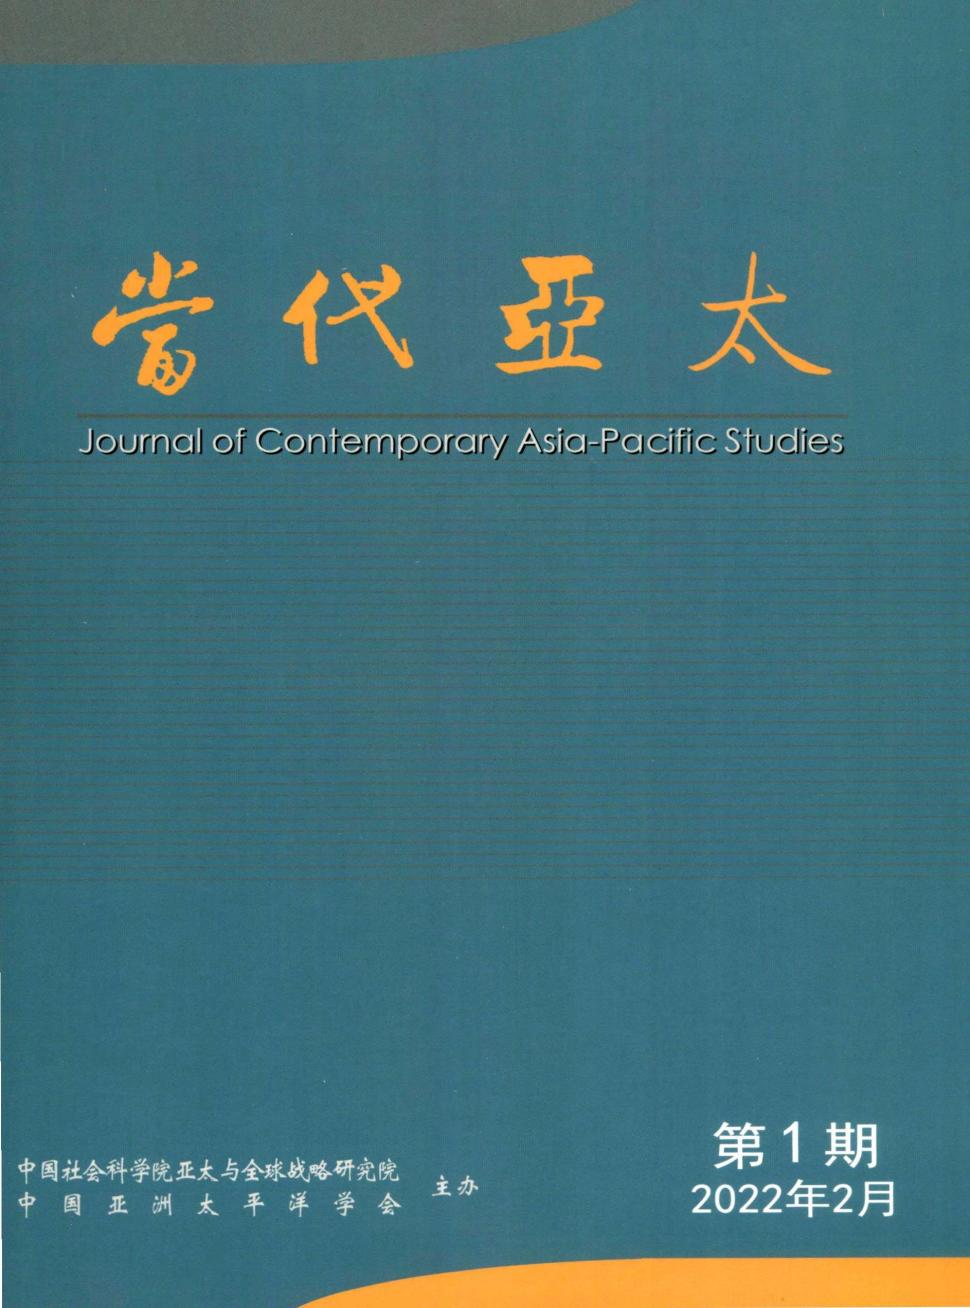 當代亞太
Journal of Contemporary Asia-Pacific Studies
中国社会科学院亚太与全球战略研究院
中国亚洲太平洋学会
主办
第1期
2022年2月